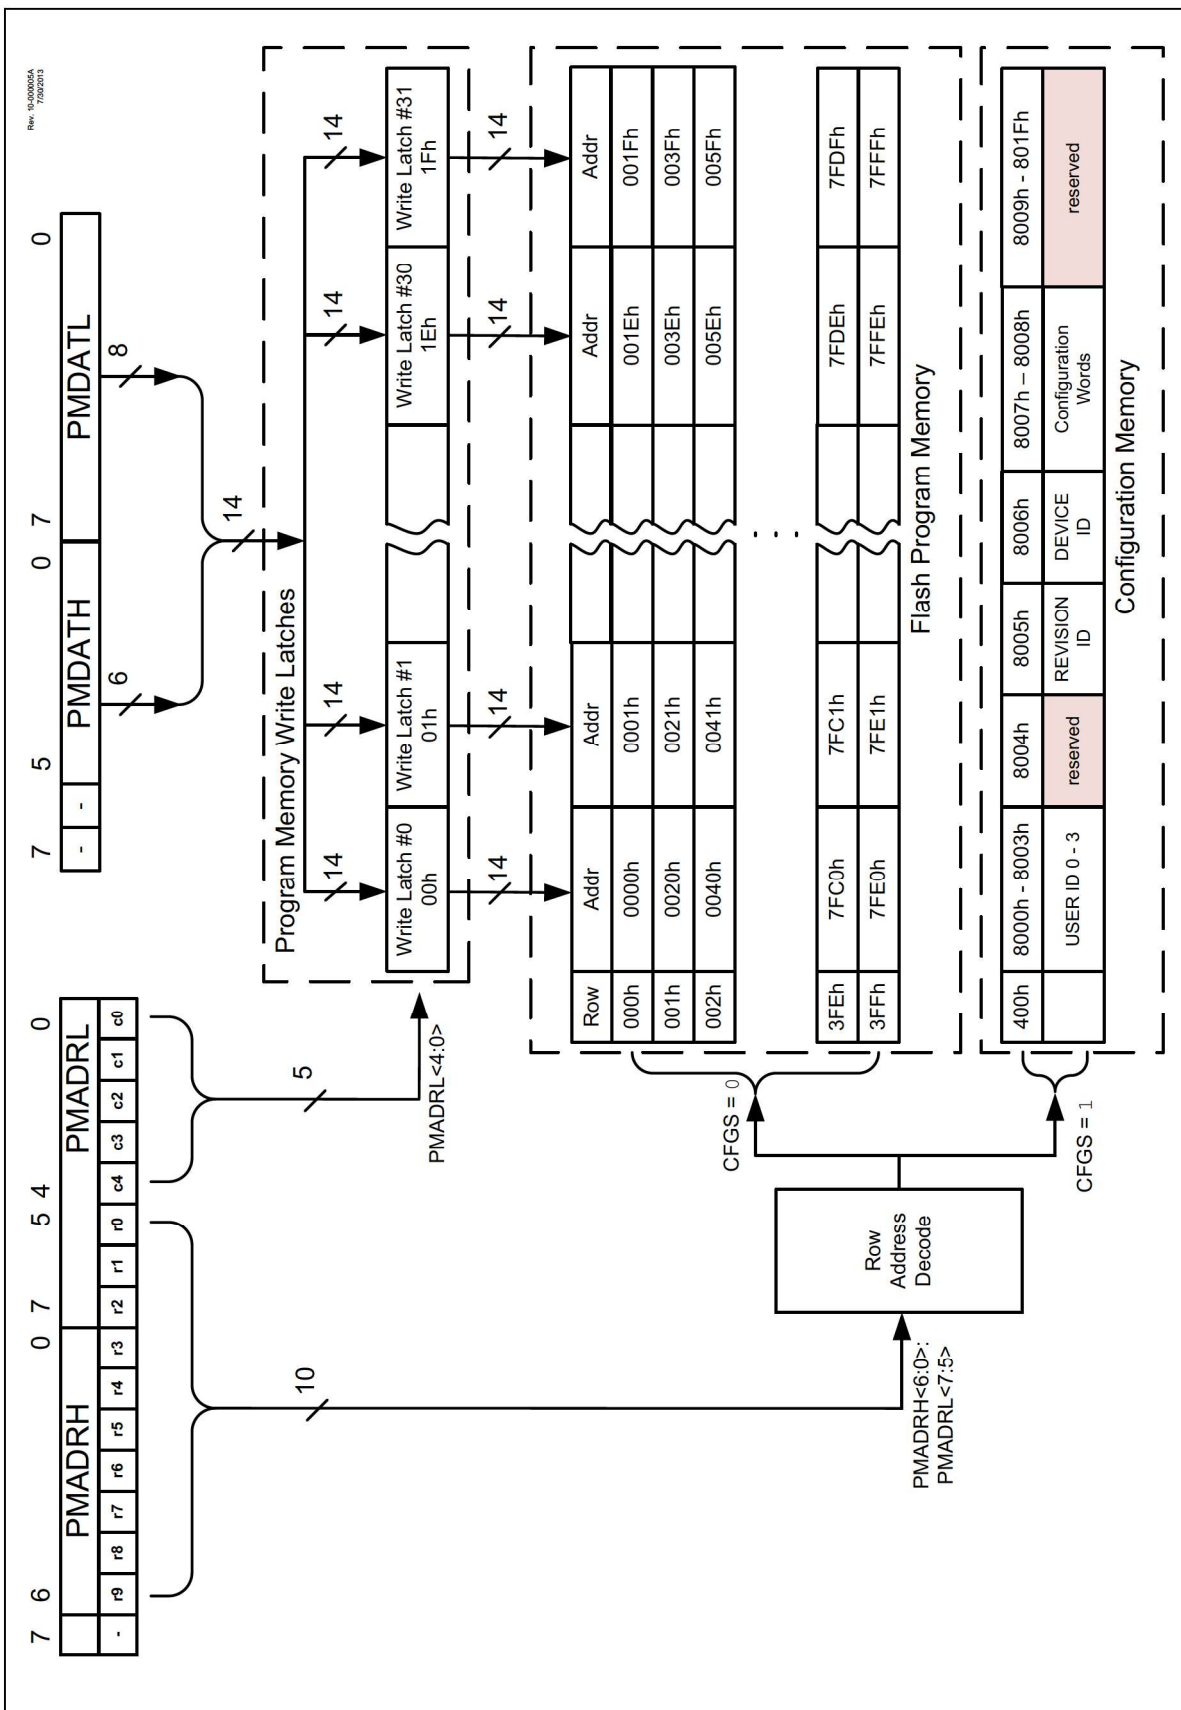 Rev. 10-000005A
7/30/2013
7 6 0 7 5 4 0
PMADRH PMADRL
- r9 r8 r7 r6 r5 r4 r3 r2 r1 r0 c4 c3 c2 c1 c0
7 5 0 7 0
PMDATH PMDATL
- -
6 8
14
10
5
PMADRL<4:0>
Program Memory Write Latches
14 14 14 14
Write Latch #0 Write Latch #1 Write Latch #30 Write Latch #31
00h 01h 1Eh 1Fh
14 14 14 14
PMADRH<6:0>:
PMADRL<7:5>
Row
Address
Decode
CFGS = 0
CFGS = 1
Row Addr Addr Addr Addr
000h 0000h 0001h 001Eh 001Fh
001h 0020h 0021h 003Eh 003Fh
002h 0040h 0041h 005Eh 005Fh
3FEh 7FC0h 7FC1h 7FDEh 7FDFh
3FFh 7FE0h 7FE1h 7FFEh 7FFFh
Flash Program Memory
400h 8000h - 8003h 8004h 8005h 8006h 8007h – 8008h 8009h - 801Fh
USER ID 0 - 3 reserved REVISION ID DEVICE ID Configuration Words reserved
Configuration Memory